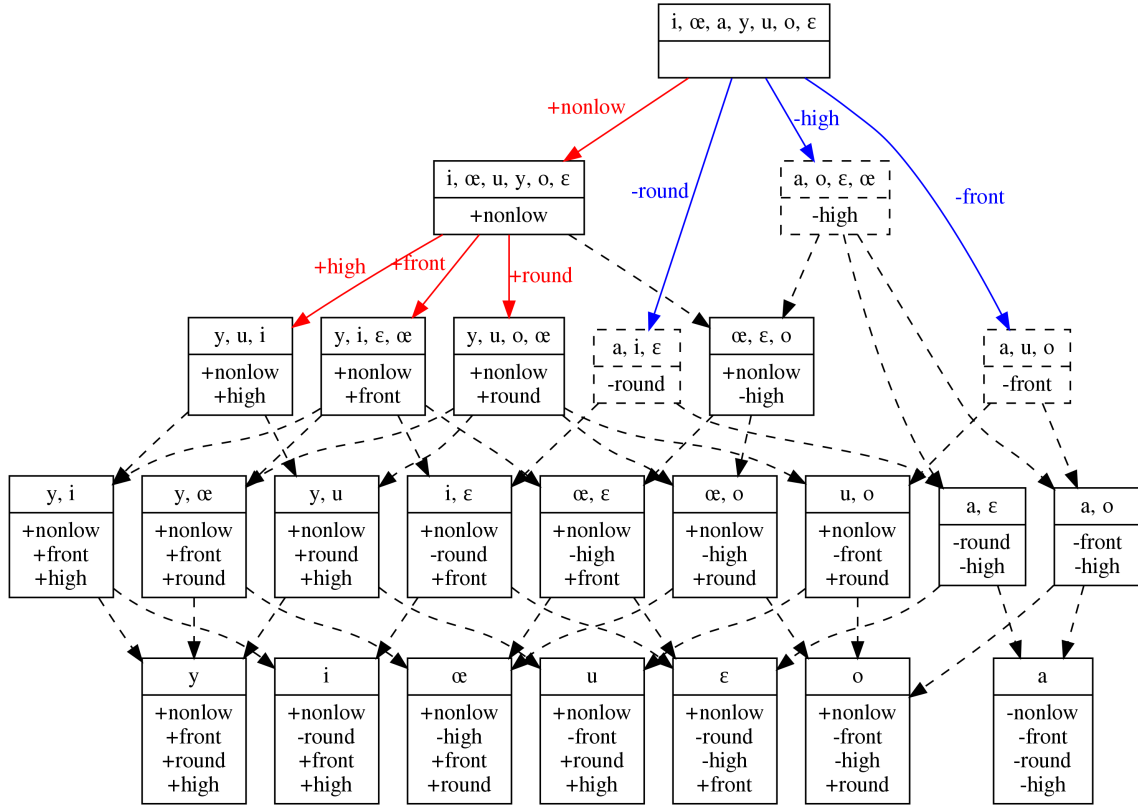 i, œ, a, y, u, o, ɛ
+nonlow
-high
-round
-front
i, œ, u, y, o, ɛ
+nonlow
a, o, ɛ, œ
-high
+high
+front
+round
y, u, i
+nonlow
+high
y, i, ɛ, œ
+nonlow
+front
y, u, o, œ
+nonlow
+round
a, i, ɛ
-round
œ, ɛ, o
+nonlow
-high
a, u, o
-front
y, i
+nonlow
+front
+high
y, œ
+nonlow
+front
+round
y, u
+nonlow
+round
+high
i, ɛ
+nonlow
-round
+front
œ, ɛ
+nonlow
-high
+front
œ, o
+nonlow
-high
+round
u, o
+nonlow
-front
+round
a, ɛ
-round
-high
a, o
-front
-high
y
+nonlow
+front
+round
+high
i
+nonlow
-round
+front
+high
œ
+nonlow
-high
+front
+round
u
+nonlow
-front
+round
+high
ɛ
+nonlow
-round
-high
+front
o
+nonlow
-front
-high
+round
a
-nonlow
-front
-round
-high